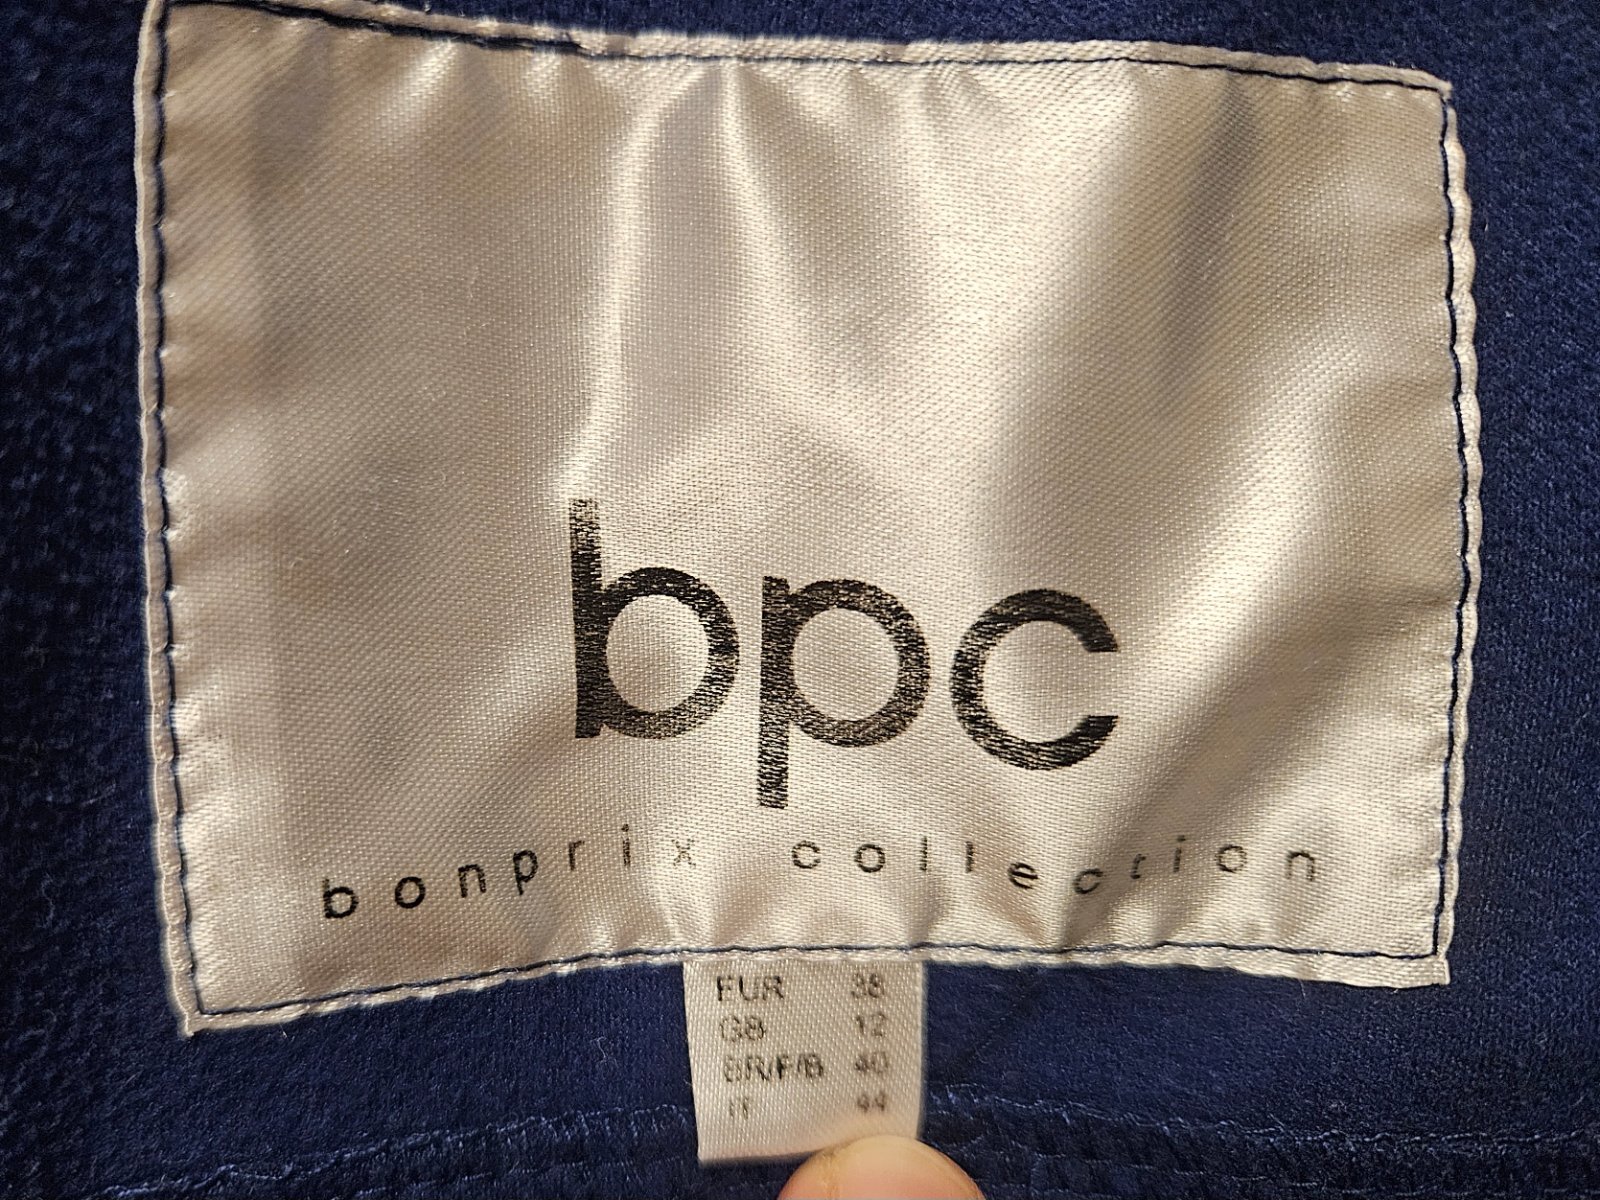 bpc
bonprix collection
EUR 38
GB 12
BR/F/B 40
IT 44